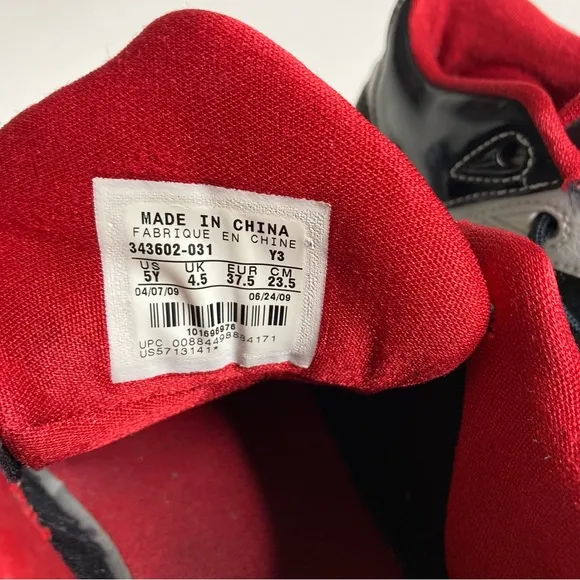 MADE IN CHINA
FABRIQUE EN CHINE
343602-031 Y3
US UK EUR CM
5Y 4.5 37.5 23.5
04/07/09 06/24/09
101696976
UPC 00884498884171
US5713141*